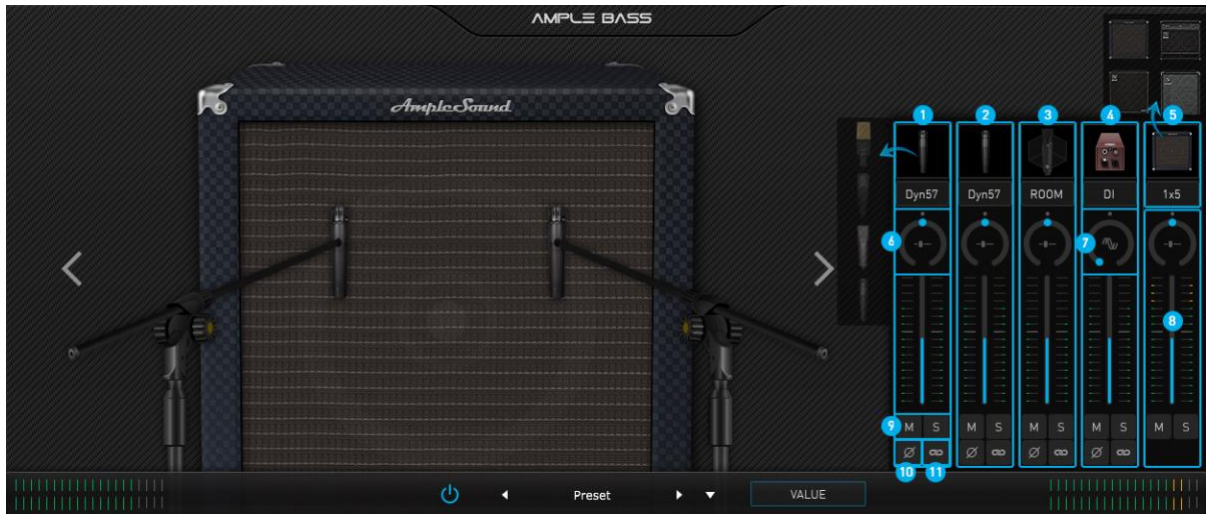 AMPLE BASS
AmpleSound
1 2 3 4 5
Dyn57 Dyn57 ROOM DI 1x5
6 7
8
9 M S M S M S M S M S
Ø Ø Ø Ø
10 11
Preset VALUE